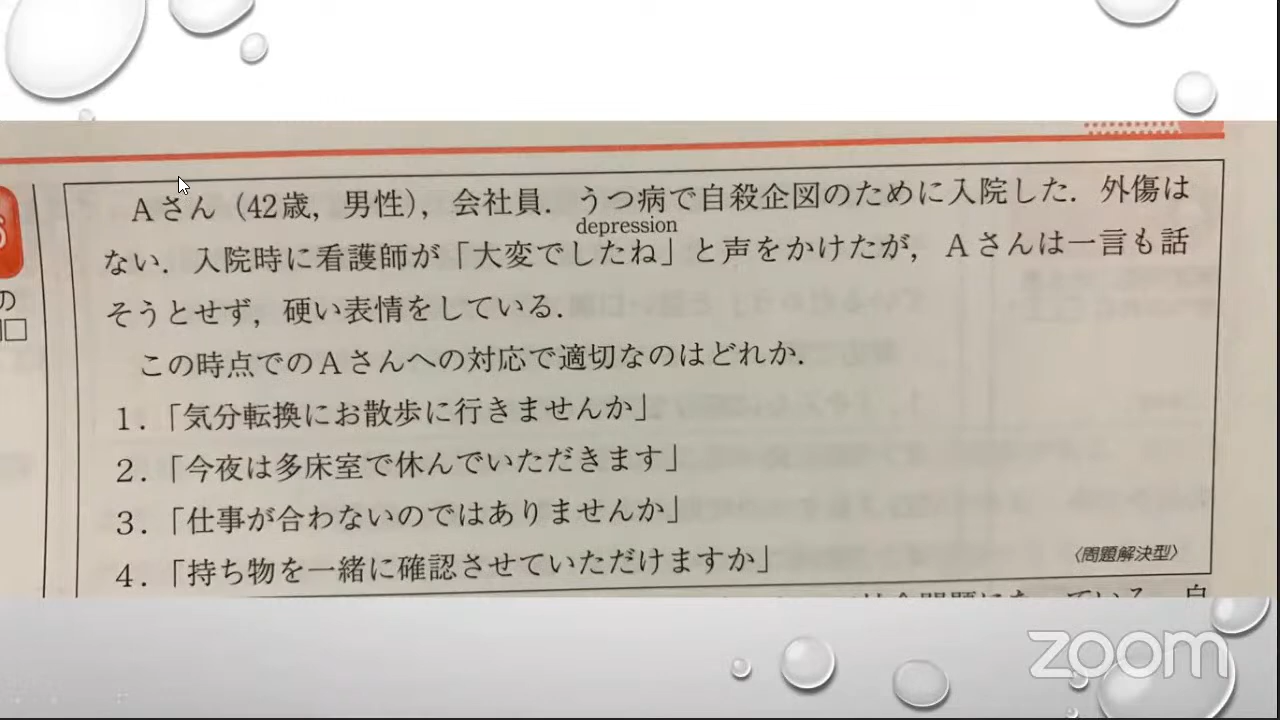 Aさん（42歳，男性），会社員．うつ病で自殺企図のために入院した．外傷は
depression
ない．入院時に看護師が「大変でしたね」と声をかけたが，Aさんは一言も話
そうとせず，硬い表情をしている．
この時点でのAさんへの対応で適切なのはどれか．
1．「気分転換にお散歩に行きませんか」
2．「今夜は多床室で休んでいただきます」
3．「仕事が合わないのではありませんか」
4．「持ち物を一緒に確認させていただけますか」
〈問題解決型〉
の
zoom